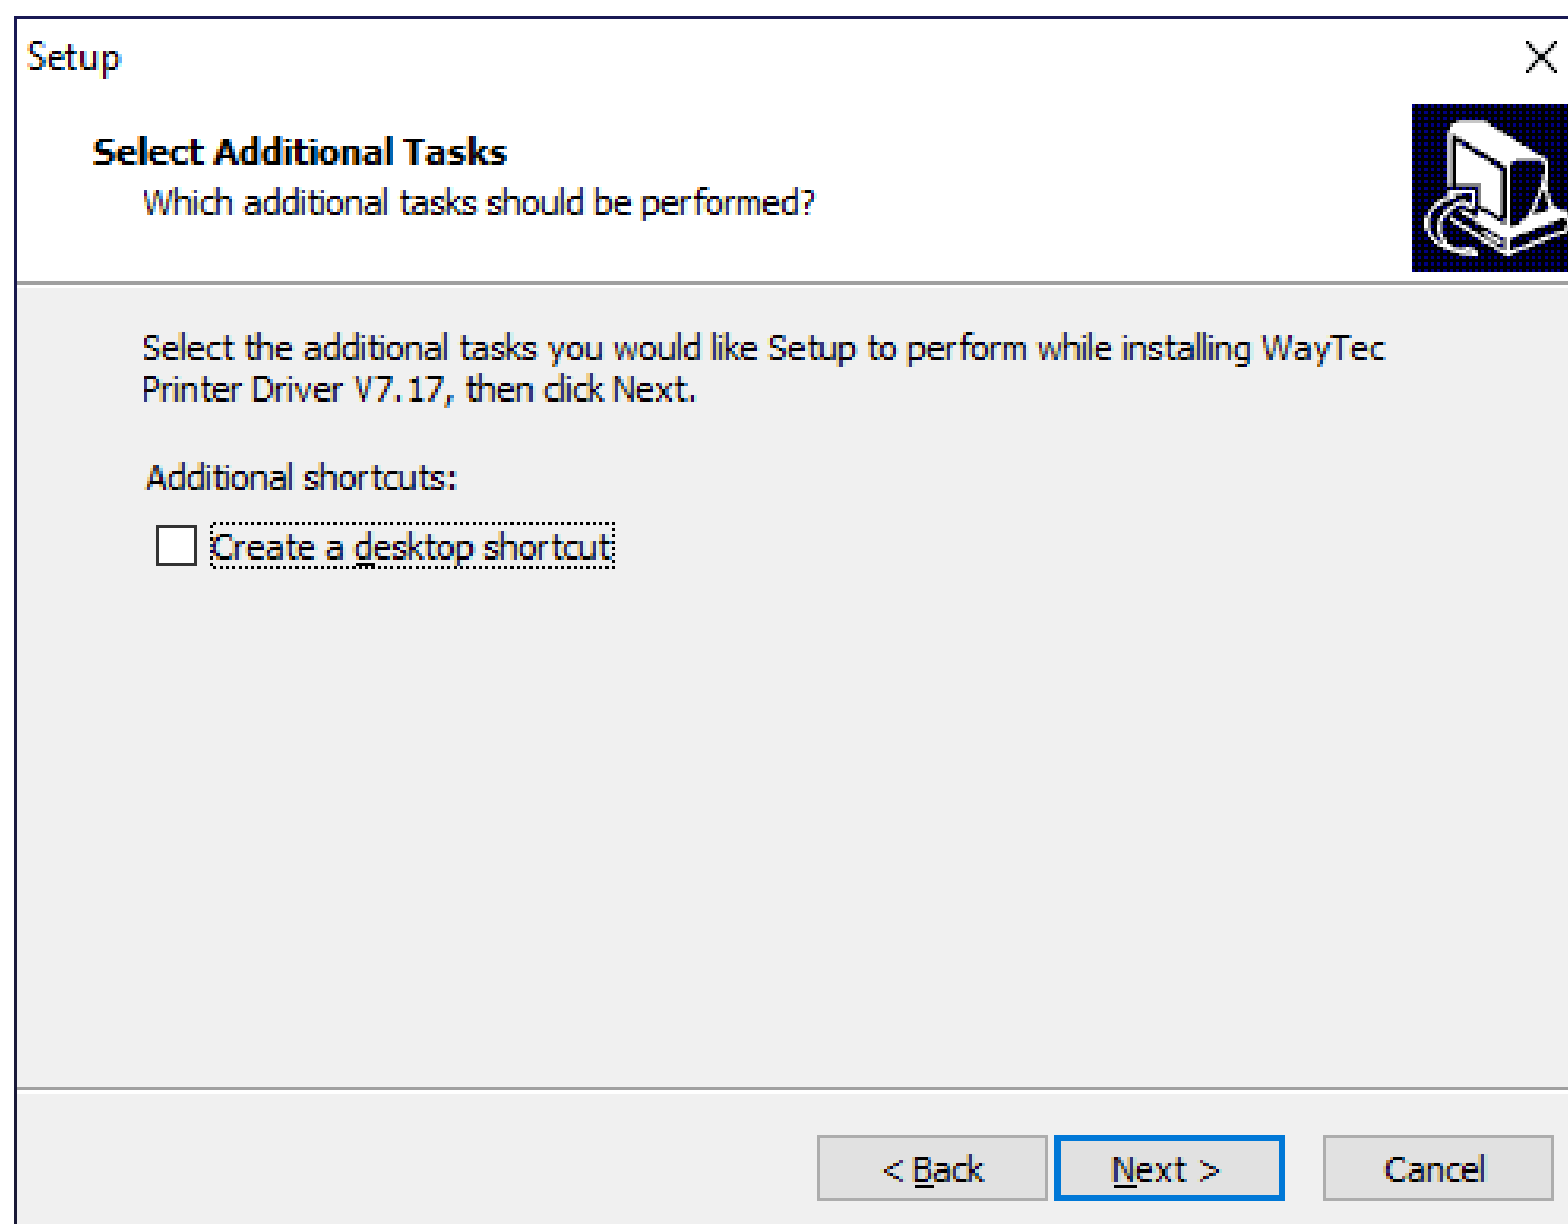 Setup
Select Additional Tasks
Which additional tasks should be performed?
Select the additional tasks you would like Setup to perform while installing WayTec
Printer Driver V7.17, then click Next.
Additional shortcuts:
Create a desktop shortcut
< Back
Next >
Cancel